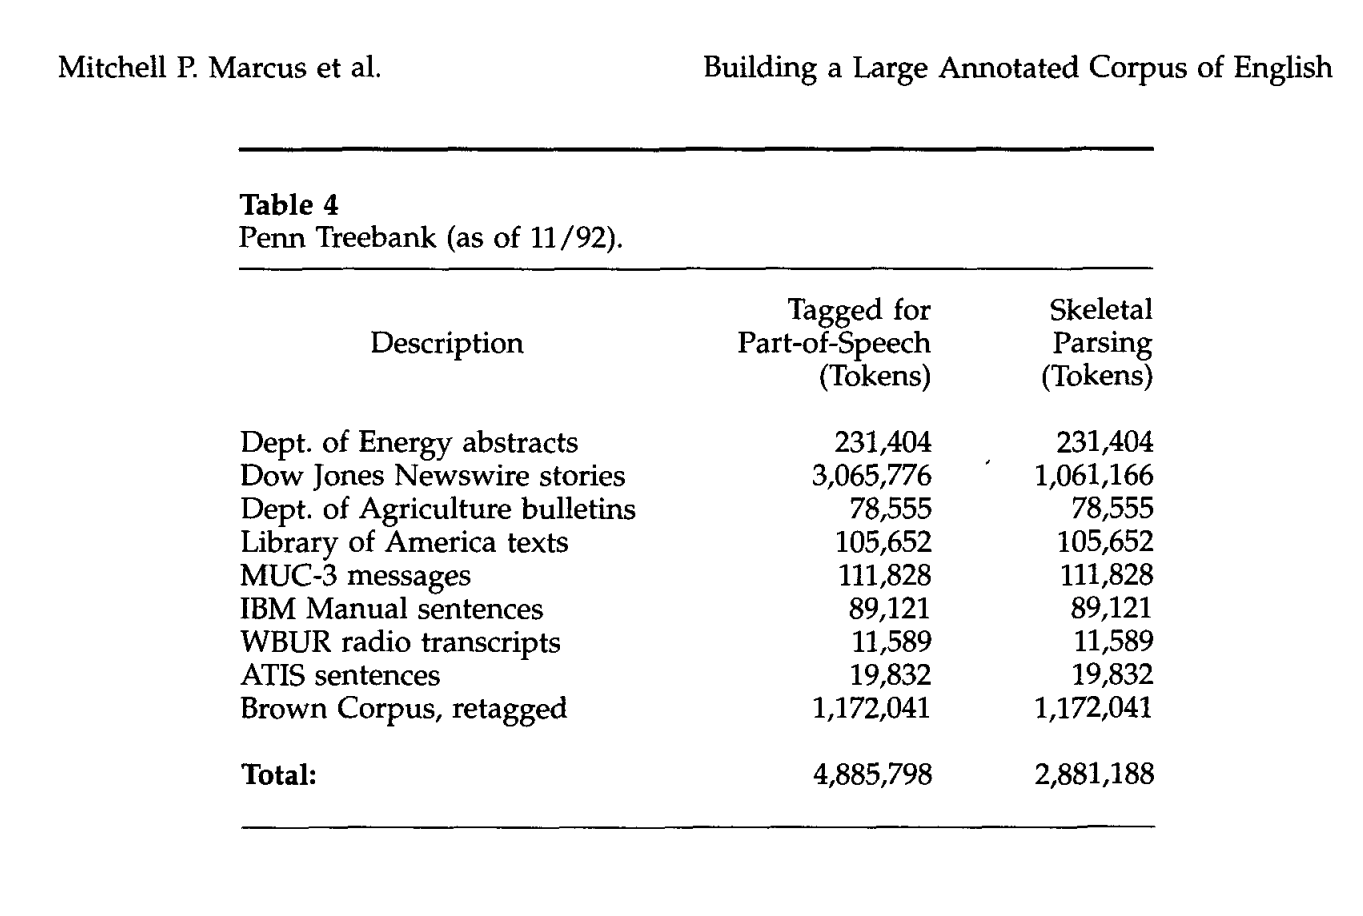 Mitchell P. Marcus et al. Building a Large Annotated Corpus of English
Table 4
Penn Treebank (as of 11/92).
Description Tagged for Part-of-Speech (Tokens) Skeletal Parsing (Tokens)
Dept. of Energy abstracts 231,404 231,404
Dow Jones Newswire stories 3,065,776 1,061,166
Dept. of Agriculture bulletins 78,555 78,555
Library of America texts 105,652 105,652
MUC-3 messages 111,828 111,828
IBM Manual sentences 89,121 89,121
WBUR radio transcripts 11,589 11,589
ATIS sentences 19,832 19,832
Brown Corpus, retagged 1,172,041 1,172,041
Total: 4,885,798 2,881,188